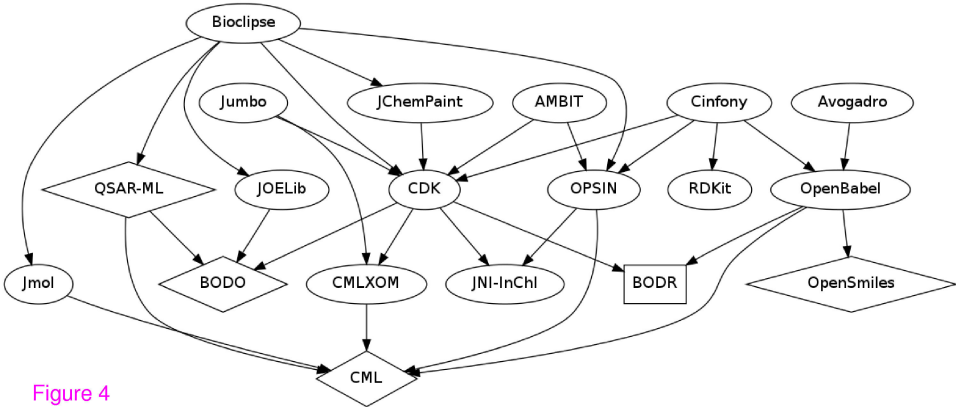 Bioclipse
Jumbo JChemPaint AMBIT Cinfony Avogadro
QSAR-ML JOELib CDK OPSIN RDKit OpenBabel
Jmol BODO CMLXOM JNI-InChI BODR OpenSmiles
CML
Figure 4